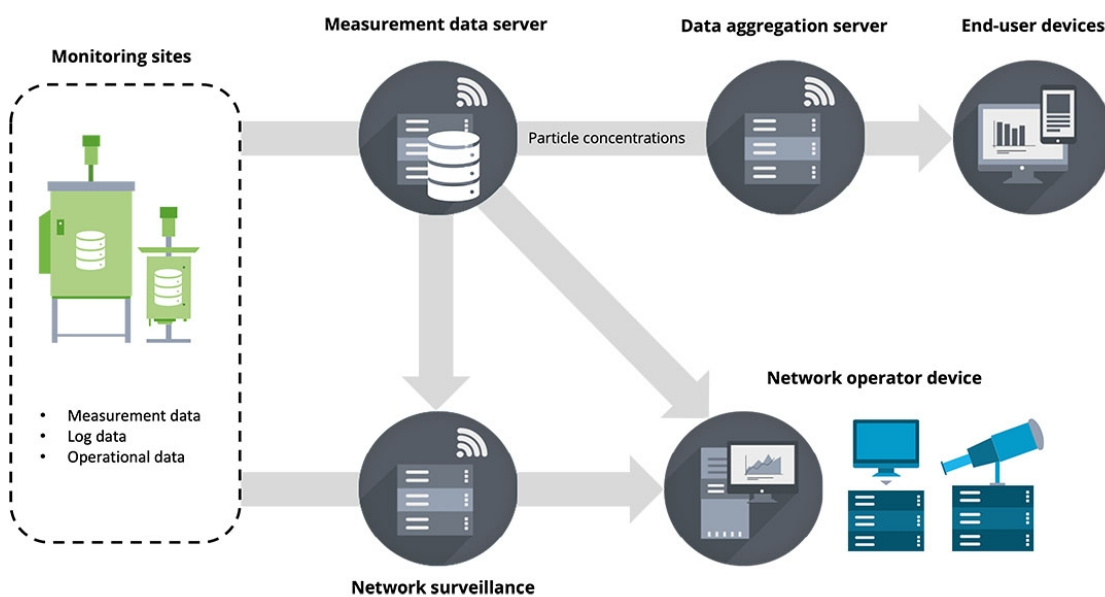 Measurement data server
Data aggregation server
End-user devices
Monitoring sites
Particle concentrations
Network operator device
• Measurement data
• Log data
• Operational data
Network surveillance